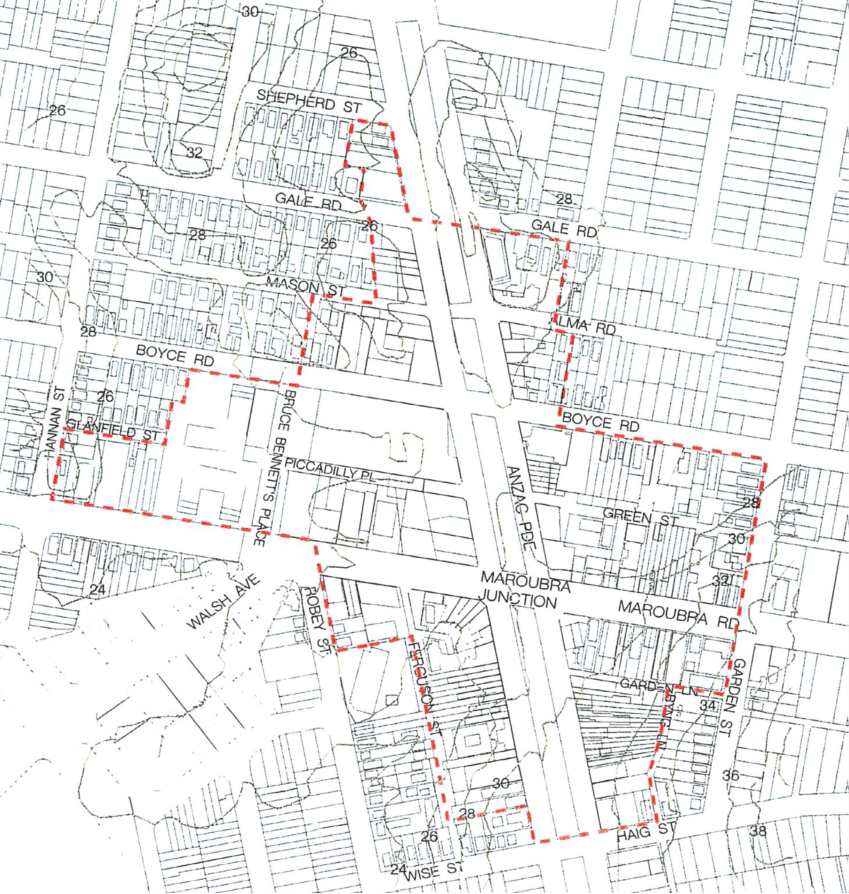 30
26
SHEPHERD ST
26
32
28
GALE RD
26
GALE RD
28
26
30
MASON ST
28
LMA RD
BOYCE RD
26
HANNAN ST
GLANFIELD ST
BRUCE BENNETTS PLACE
BOYCE RD
PICCADILLY PL
ANZAC PDE
28
GREEN ST
30
24
WALSH AVE
ROBEY ST
MAROUBRA
JUNCTION
32
MAROUBRA RD
FERGUSON ST
GARDEN LN
GARDEN ST
34
36
30
28
26
HAIG ST
38
24
WISE ST